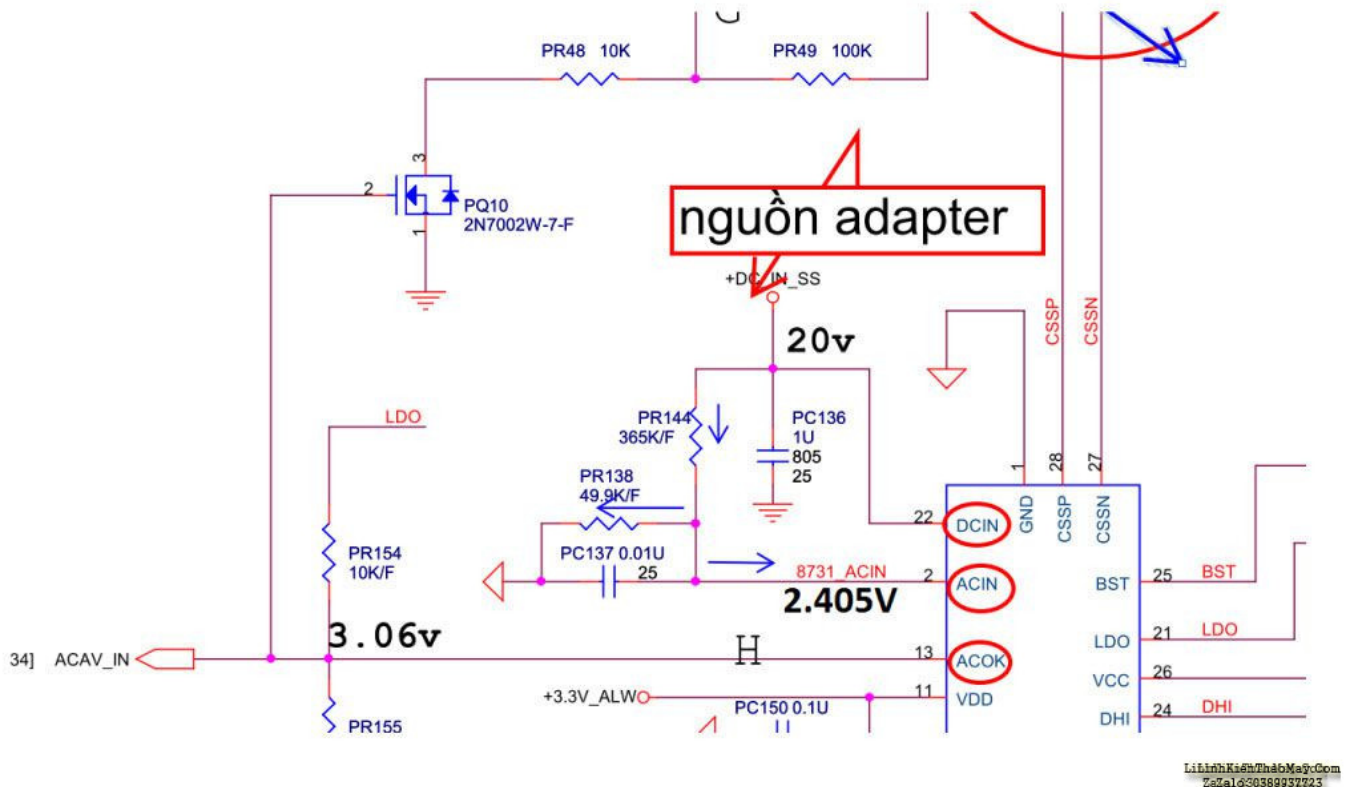 PR48 10K
PR49 100K
3
2
PQ10
2N7002W-7-F
1
nguồn adapter
+DC_IN_SS
20v
CSSP
CSSN
LDO
PR144
365K/F
PC136
1U
805
25
PR138
49.9K/F
1
28
27
22
DCIN
GND
CSSP
CSSN
PR154
10K/F
PC137 0.01U
25
8731_ACIN
2
ACIN
2.405V
BST
25
BST
3.06v
LDO
21
LDO
34]
ACAV_IN
H
13
ACOK
VCC
26
+3.3V_ALW
11
VDD
PR155
PC150 0.1U
DHI
24
DHI